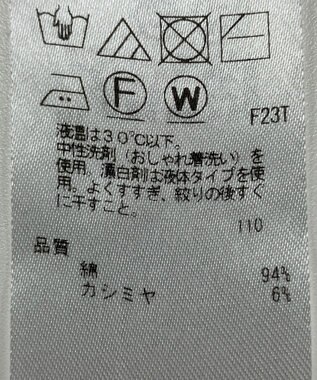 F W
F23T
液温は30℃以下。
中性洗剤（おしゃれ着洗い）を
使用。漂白剤は液体タイプを使
用。よくすすぎ、絞りの後すぐ
に干すこと。
110
品質
綿 94%
カシミヤ 6%